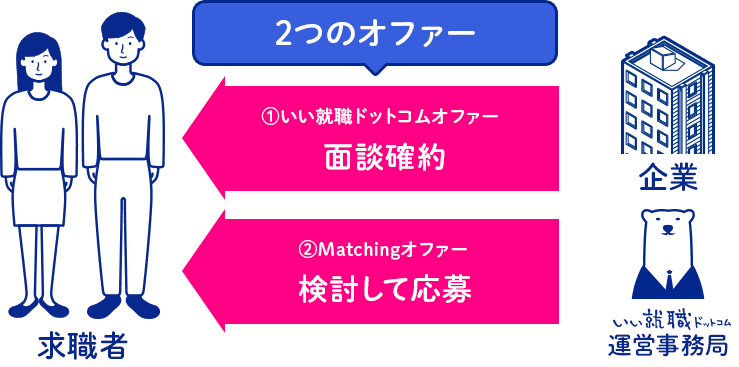 2つのオファー
①いい就職ドットコムオファー
面談確約
企業
②Matchingオファー
検討して応募
求職者
いい就職ドットコム
運営事務局